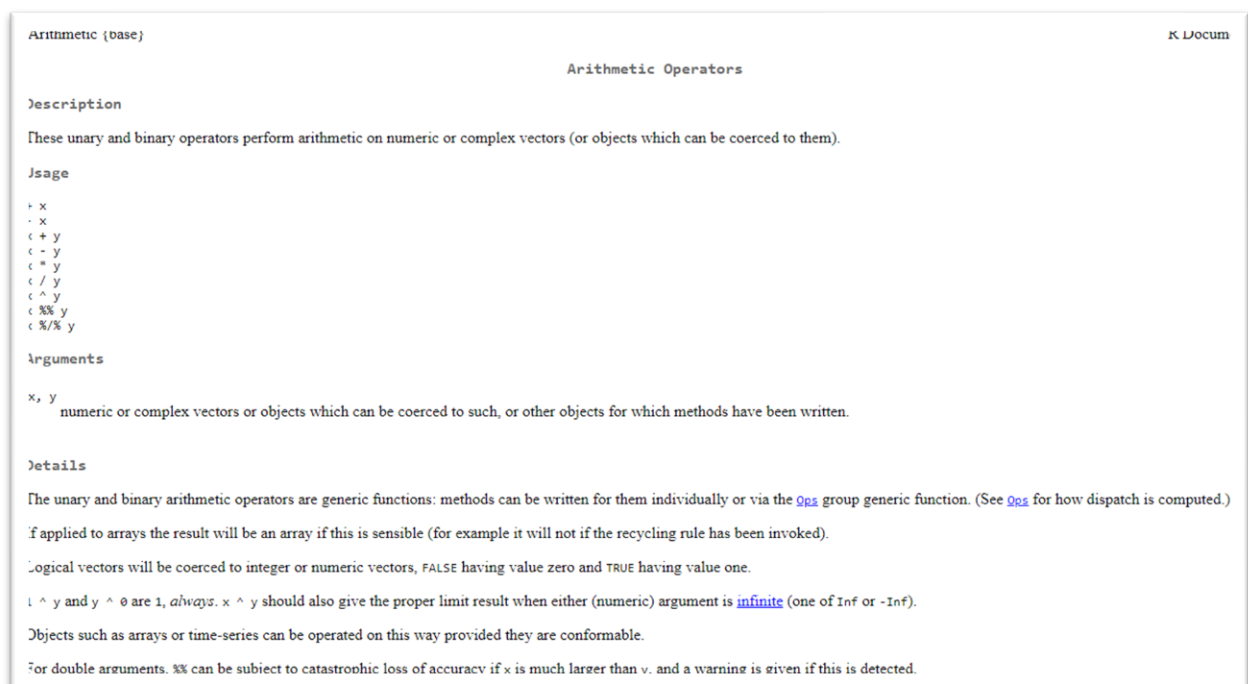 Arithmetic {base}
R Docum
Arithmetic Operators
Description
These unary and binary operators perform arithmetic on numeric or complex vectors (or objects which can be coerced to them).
Usage
+ x
- x
x + y
x - y
x * y
x / y
x ^ y
x %% y
x %/% y
Arguments
x, y
numeric or complex vectors or objects which can be coerced to such, or other objects for which methods have been written.
Details
The unary and binary arithmetic operators are generic functions: methods can be written for them individually or via the Ops group generic function. (See Ops for how dispatch is computed.)
If applied to arrays the result will be an array if this is sensible (for example it will not if the recycling rule has been invoked).
Logical vectors will be coerced to integer or numeric vectors, FALSE having value zero and TRUE having value one.
1 ^ y and y ^ 0 are 1, always. x ^ y should also give the proper limit result when either (numeric) argument is infinite (one of Inf or -Inf).
Objects such as arrays or time-series can be operated on this way provided they are conformable.
For double arguments, %% can be subject to catastrophic loss of accuracy if x is much larger than y, and a warning is given if this is detected.